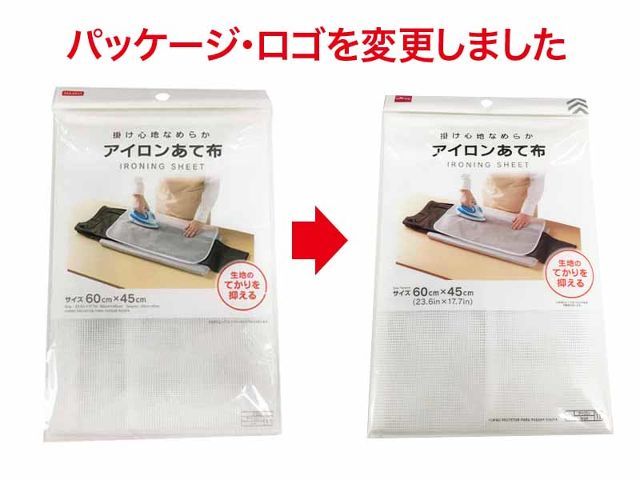 パッケージ・ロゴを変更しました
掛け心地なめらか
アイロンあて布
IRONING SHEET
生地の
てかりを
抑える
サイズ 60cm×45cm
掛け心地なめらか
アイロンあて布
IRONING SHEET
生地の
てかりを
抑える
サイズ 60cm×45cm
(23.6in×17.7in)